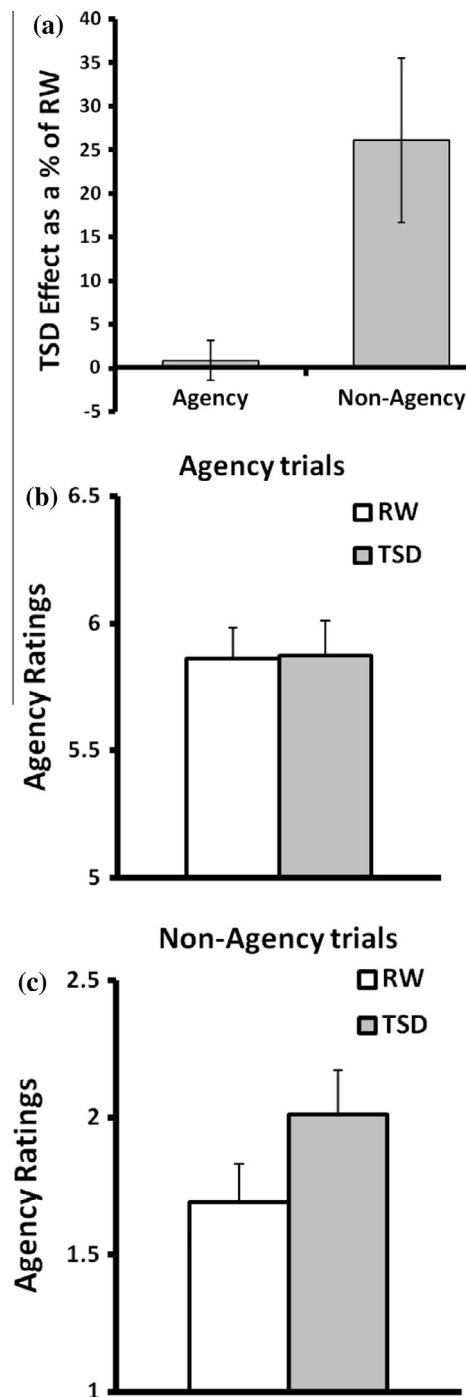 (a)
TSD Effect as a % of RW
40
35
30
25
20
15
10
5
0
-5
Agency
Non-Agency
Agency trials
(b)
Agency Ratings
6.5
6
5.5
5
RW
TSD
Non-Agency trials
(c)
Agency Ratings
2.5
2
1.5
1
RW
TSD